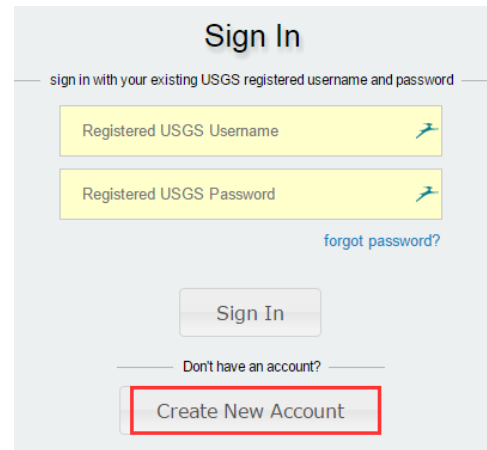 Sign In
sign in with your existing USGS registered username and password
Registered USGS Username
Registered USGS Password
forgot password?
Sign In
Don't have an account?
Create New Account